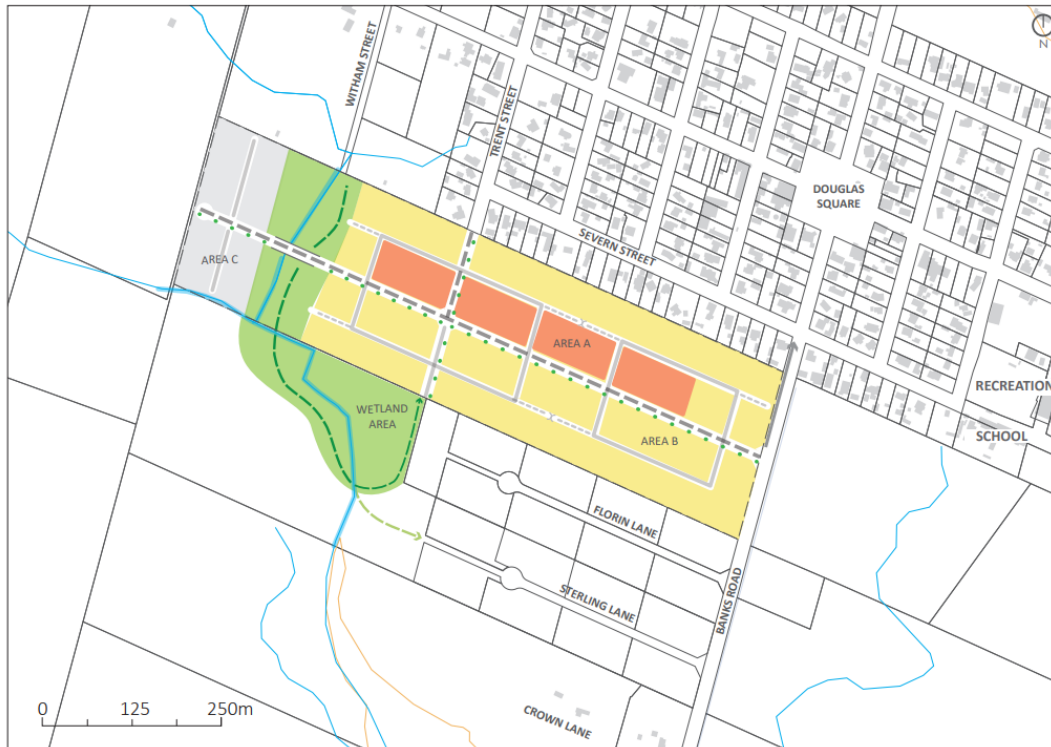 N
WITHAM STREET
TRENT STREET
DOUGLAS
SQUARE
SEVERN STREET
AREA C
AREA A
RECREATION
WETLAND
AREA
AREA B
SCHOOL
FLORIN LANE
STERLING LANE
BANKS ROAD
0 125 250m
CROWN LANE